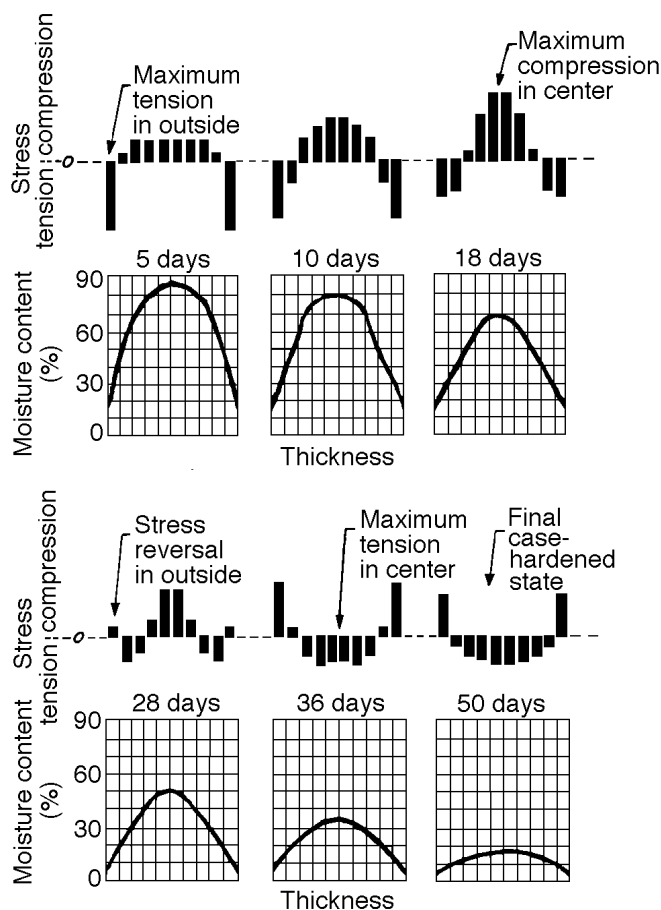 Stress
tension compression
0
Maximum
tension
in outside
Maximum
compression
in center
Moisture content
(%)
90
60
30
0
5 days
10 days
18 days
Thickness
Stress
tension compression
0
Stress
reversal
in outside
Maximum
tension
in center
Final
case-
hardened
state
Moisture content
(%)
90
60
30
0
28 days
36 days
50 days
Thickness